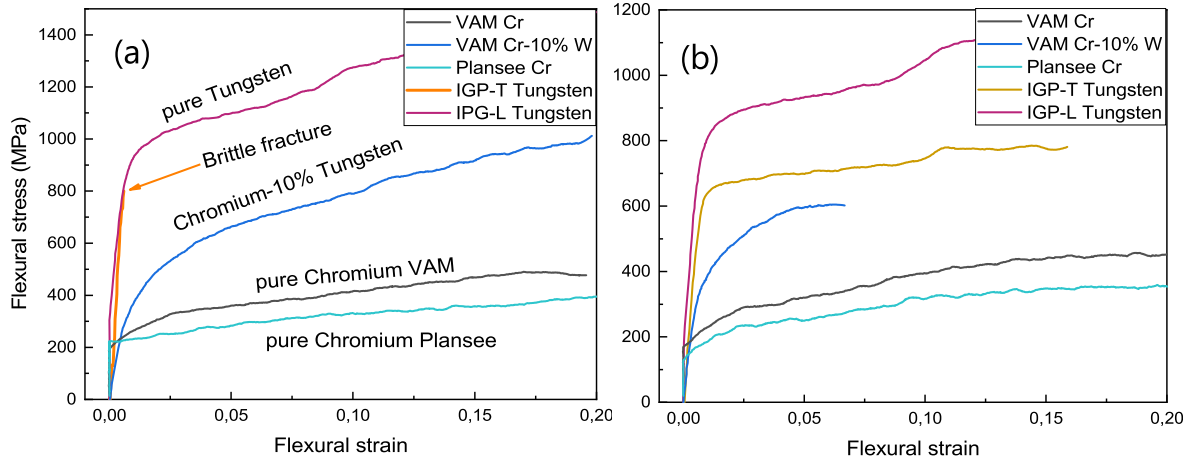 (a)
VAM Cr
VAM Cr-10% W
Plansee Cr
IGP-T Tungsten
IPG-L Tungsten
pure Tungsten
Brittle fracture
Chromium-10% Tungsten
pure Chromium VAM
pure Chromium Plansee
Flexural stress (MPa)
1400
1200
1000
800
600
400
200
0
0,00
0,05
0,10
0,15
0,20
Flexural strain
(b)
VAM Cr
VAM Cr-10% W
Plansee Cr
IGP-T Tungsten
IGP-L Tungsten
1200
1000
800
600
400
200
0
0,00
0,05
0,10
0,15
0,20
Flexural strain